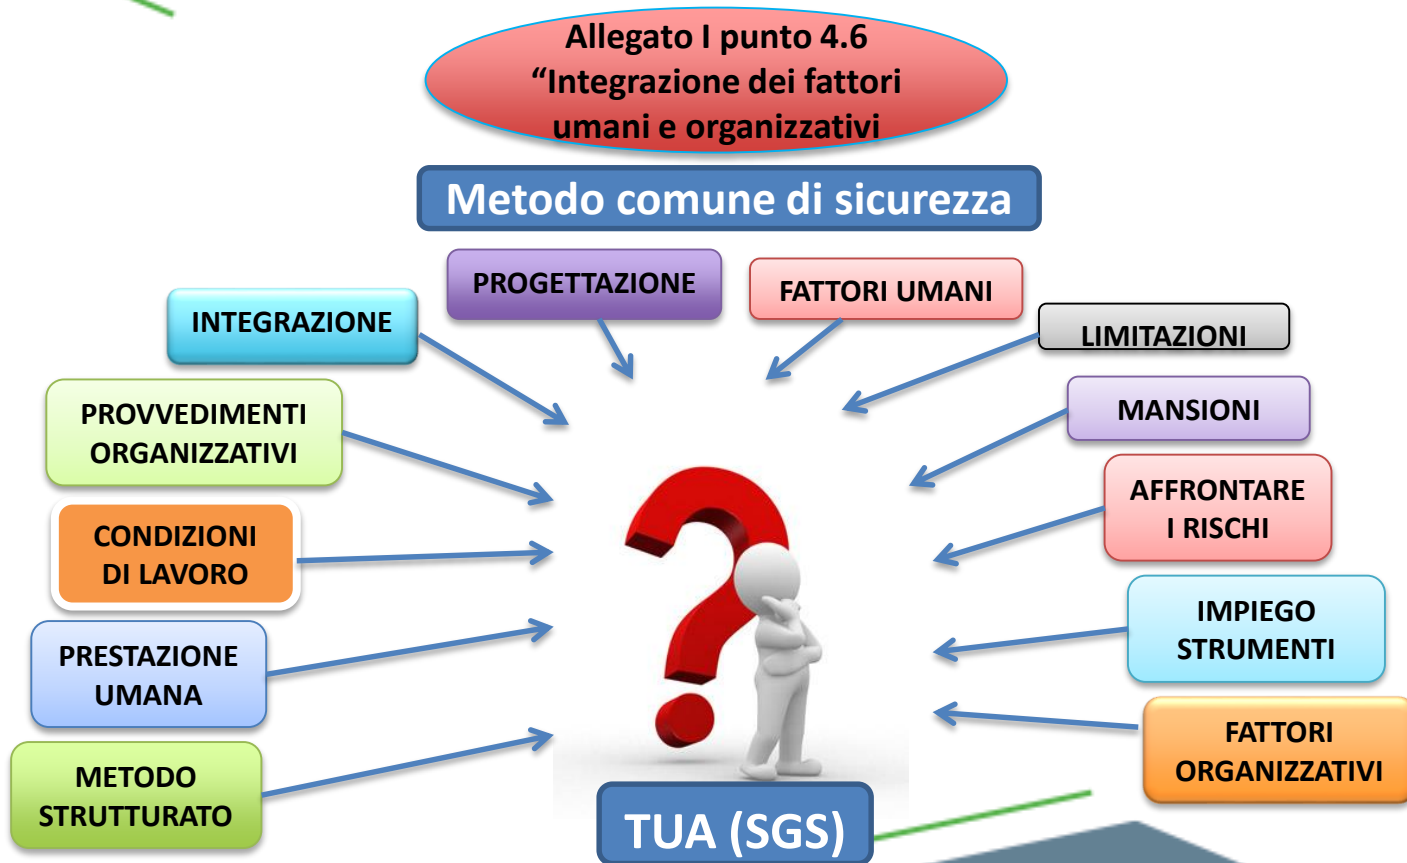 Allegato I punto 4.6
“Integrazione dei fattori
umani e organizzativi
Metodo comune di sicurezza
PROGETTAZIONE
FATTORI UMANI
INTEGRAZIONE
LIMITAZIONI
PROVVEDIMENTI
ORGANIZZATIVI
MANSIONI
CONDIZIONI
DI LAVORO
AFFRONTARE
I RISCHI
PRESTAZIONE
UMANA
IMPIEGO
STRUMENTI
METODO
STRUTTURATO
FATTORI
ORGANIZZATIVI
TUA (SGS)